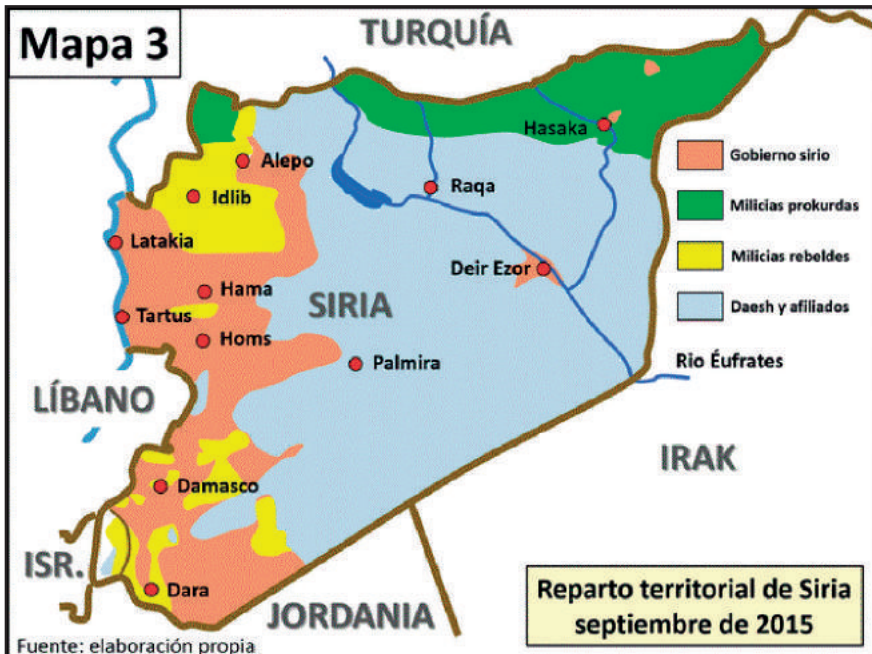 Mapa 3
TURQUÍA
Hasaka
Alepo
Gobierno sirio
Idlib
Raqa
Milicias prokurdas
Latakia
Milicias rebeldes
Deir Ezor
Hama
SIRIA
Daesh y afiliados
Tartus
Homs
Palmira
Rio Éufrates
LÍBANO
IRAK
Damasco
ISR.
Dara
JORDANIA
Reparto territorial de Siria
septiembre de 2015
Fuente: elaboración propia